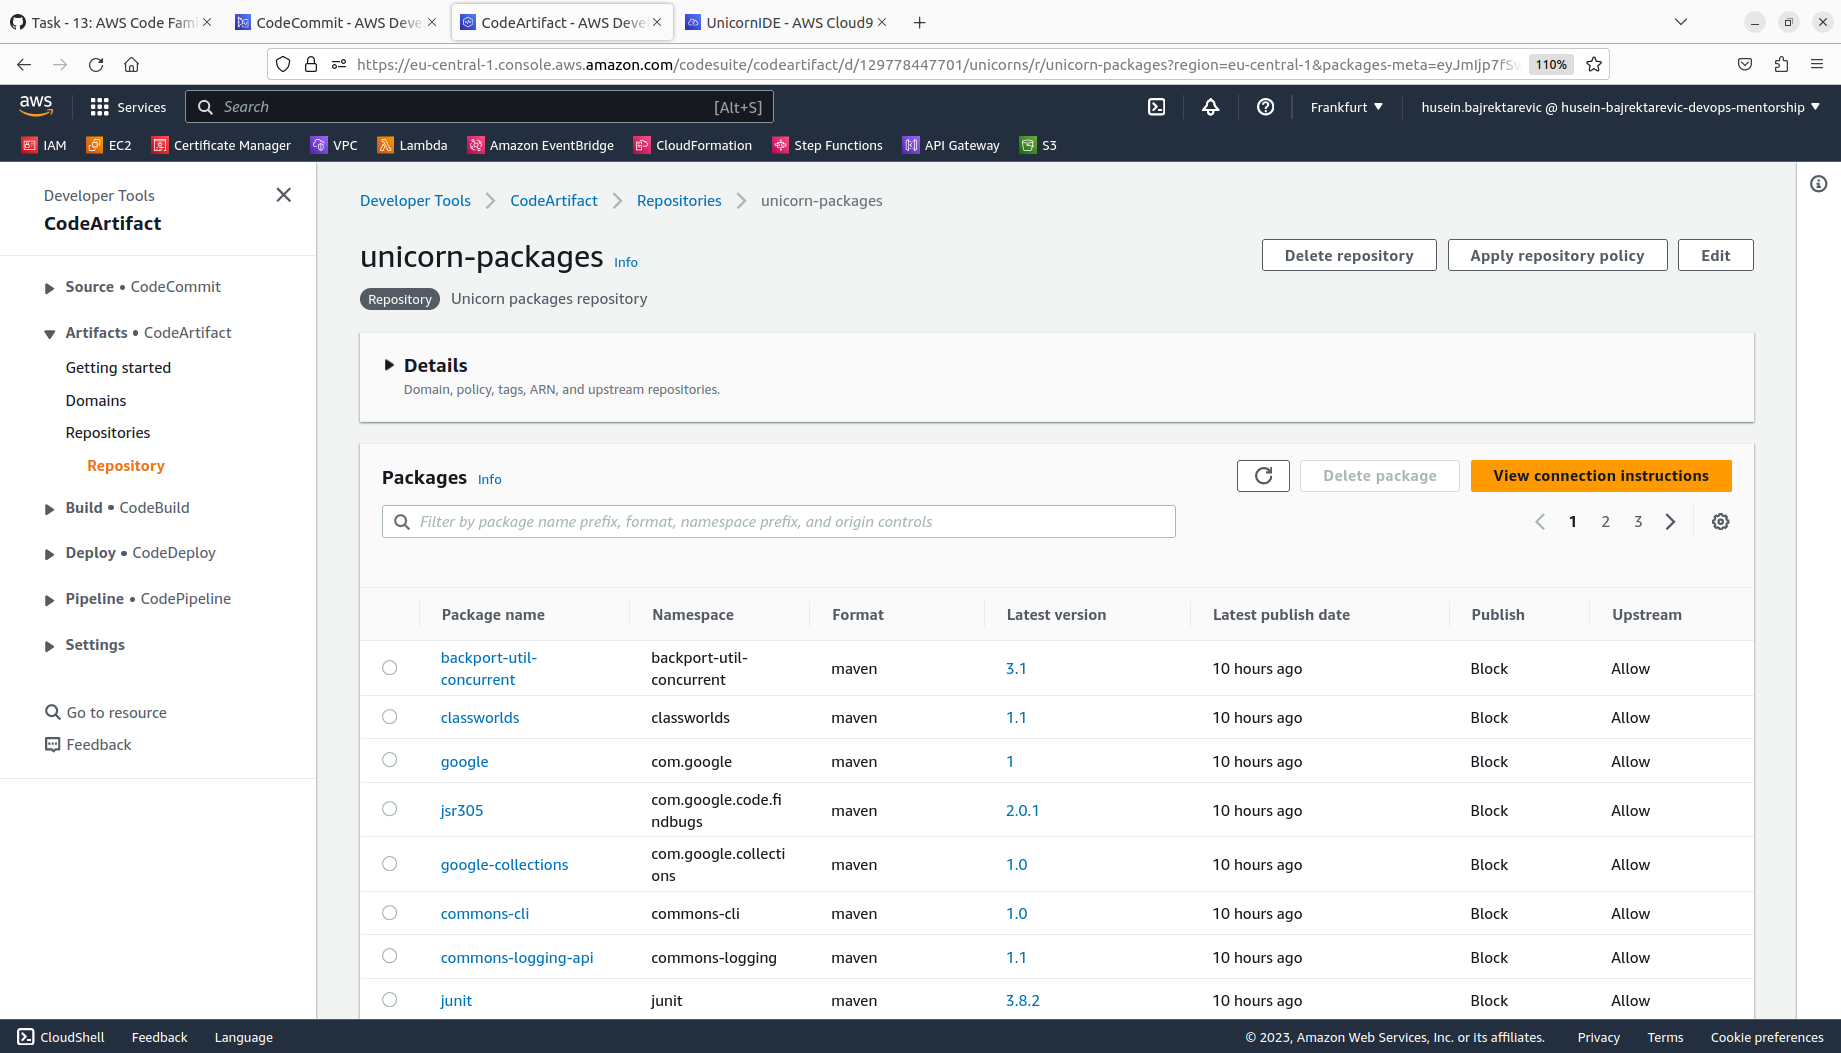 Task - 13: AWS Code Fam
CodeCommit - AWS Deve
CodeArtifact - AWS Deve
UnicornIDE - AWS Cloud9
https://eu-central-1.console.aws.amazon.com/codesuite/codeartifact/d/129778447701/unicorns/r/unicorn-packages?region=eu-central-1&packages-meta=eyJmIjp7fSw
110%
aws
Services
Search
[Alt+S]
Frankfurt
husein.bajrektarevic @ husein-bajrektarevic-devops-mentorship
IAM
EC2
Certificate Manager
VPC
Lambda
Amazon EventBridge
CloudFormation
Step Functions
API Gateway
S3
Developer Tools
CodeArtifact
Source • CodeCommit
Artifacts • CodeArtifact
Getting started
Domains
Repositories
Repository
Build • CodeBuild
Deploy • CodeDeploy
Pipeline • CodePipeline
Settings
Go to resource
Feedback
Developer Tools
CodeArtifact
Repositories
unicorn-packages
unicorn-packages Info
Delete repository
Apply repository policy
Edit
Repository
Unicorn packages repository
Details
Domain, policy, tags, ARN, and upstream repositories.
Packages Info
Delete package
View connection instructions
Filter by package name prefix, format, namespace prefix, and origin controls
1 2 3
Package name Namespace Format Latest version Latest publish date Publish Upstream
backport-util-concurrent backport-util-concurrent maven 3.1 10 hours ago Block Allow
classworlds classworlds maven 1.1 10 hours ago Block Allow
google com.google maven 1 10 hours ago Block Allow
jsr305 com.google.code.findbugs maven 2.0.1 10 hours ago Block Allow
google-collections com.google.collections maven 1.0 10 hours ago Block Allow
commons-cli commons-cli maven 1.0 10 hours ago Block Allow
commons-logging-api commons-logging maven 1.1 10 hours ago Block Allow
junit junit maven 3.8.2 10 hours ago Block Allow
CloudShell
Feedback
Language
© 2023, Amazon Web Services, Inc. or its affiliates.
Privacy
Terms
Cookie preferences